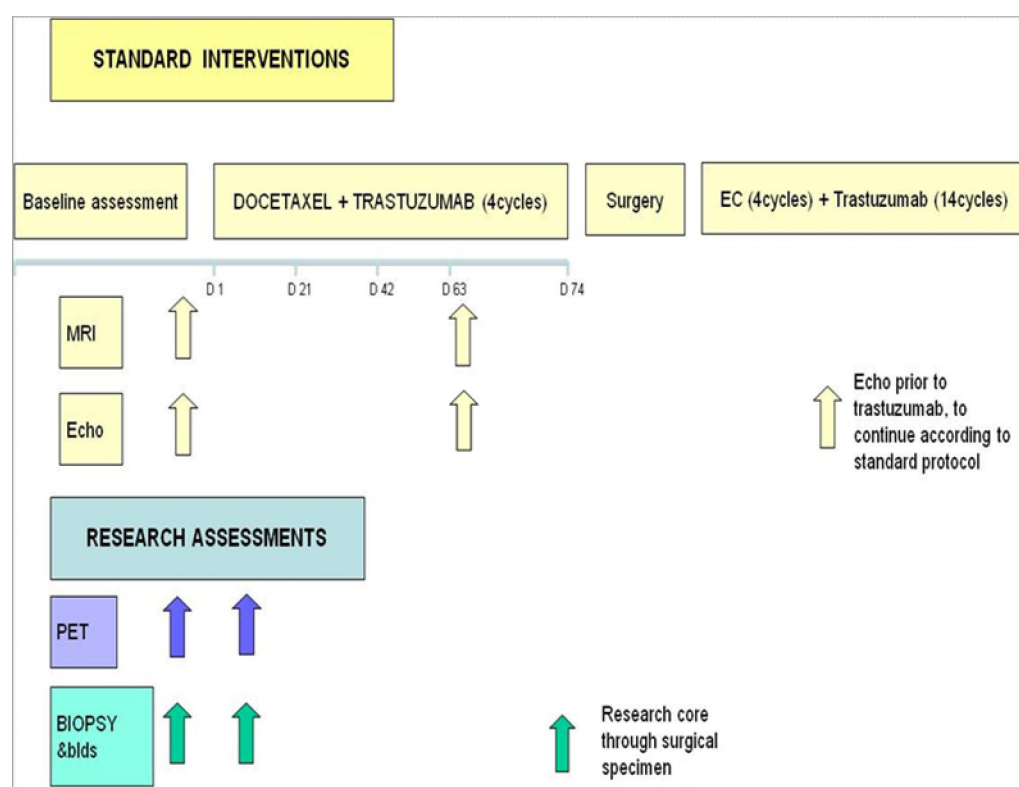 STANDARD INTERVENTIONS
Baseline assessment
DOCETAXEL + TRASTUZUMAB (4cycles)
Surgery
EC (4cycles) + Trastuzumab (14cycles)
D 1
D 21
D 42
D 63
D 74
MRI
Echo
Echo prior to
trastuzumab, to
continue according to
standard protocol
RESEARCH ASSESSMENTS
PET
BIOPSY
&blds
Research core
through surgical
specimen